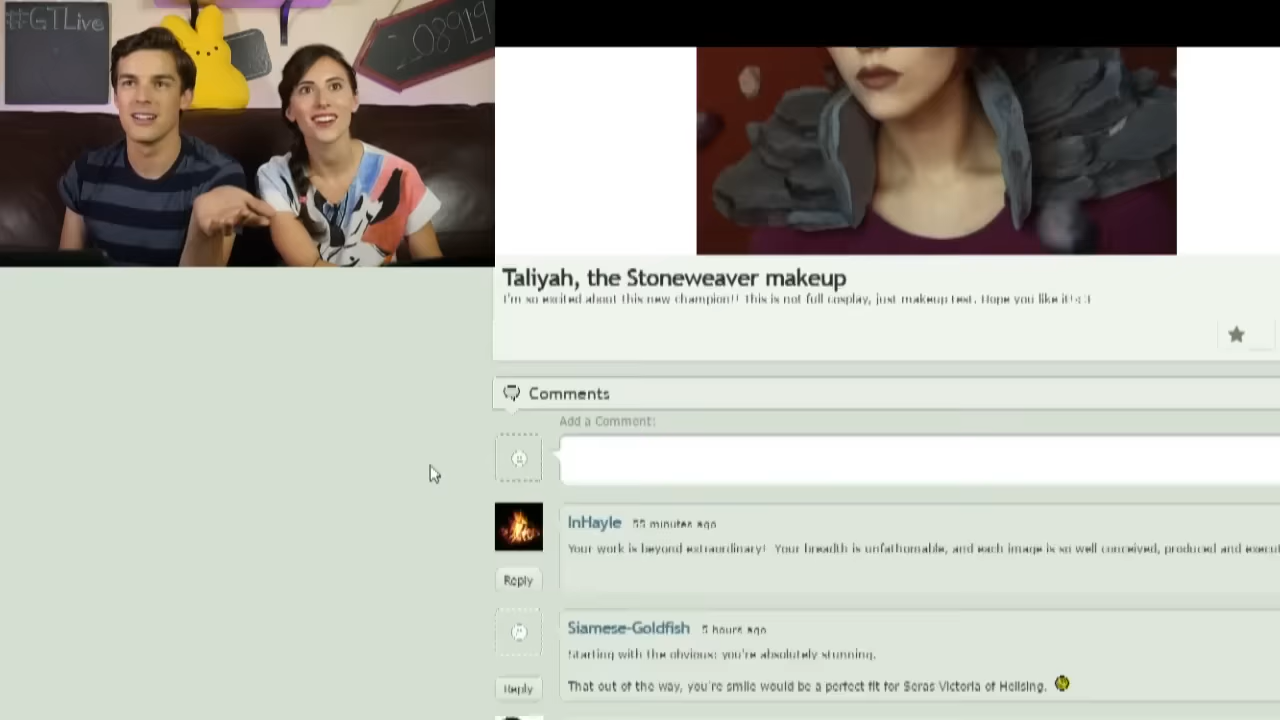 #GTLive
08919
Taliyah, the Stoneweaver makeup
I'm so excited about this new champion!! This is not full cosplay, just makeup test. Hope you like it!
Comments
Add a Comment:
InHayle 55 minutes ago
Your work is beyond extraordinary! Your breadth is unfathomable, and each image is so well conceived, produced and execut
Reply
Siamese-Goldfish 5 hours ago
Starting with the obvious: you're absolutely stunning.
Reply
That out of the way, you're smile would be a perfect fit for Seras Victoria of Hellsing.